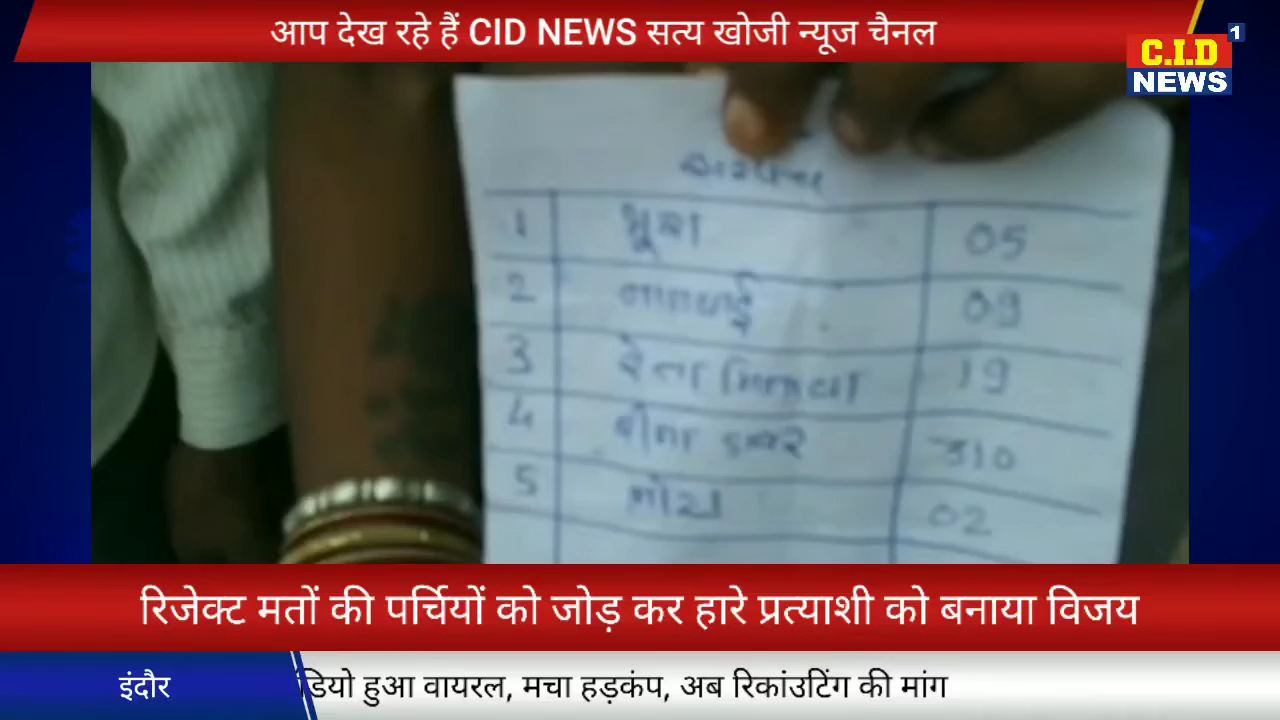 आप देख रहे हैं CID NEWS सत्य खोजी न्यूज चैनल
1
C.I.D
NEWS
1 05
2 09
3 19
4 310
5 02
रिजेक्ट मतों की पर्चियों को जोड़ कर हारे प्रत्याशी को बनाया विजय
इंदौर
डियो हुआ वायरल, मचा हड़कंप, अब रिकांउटिंग की मांग